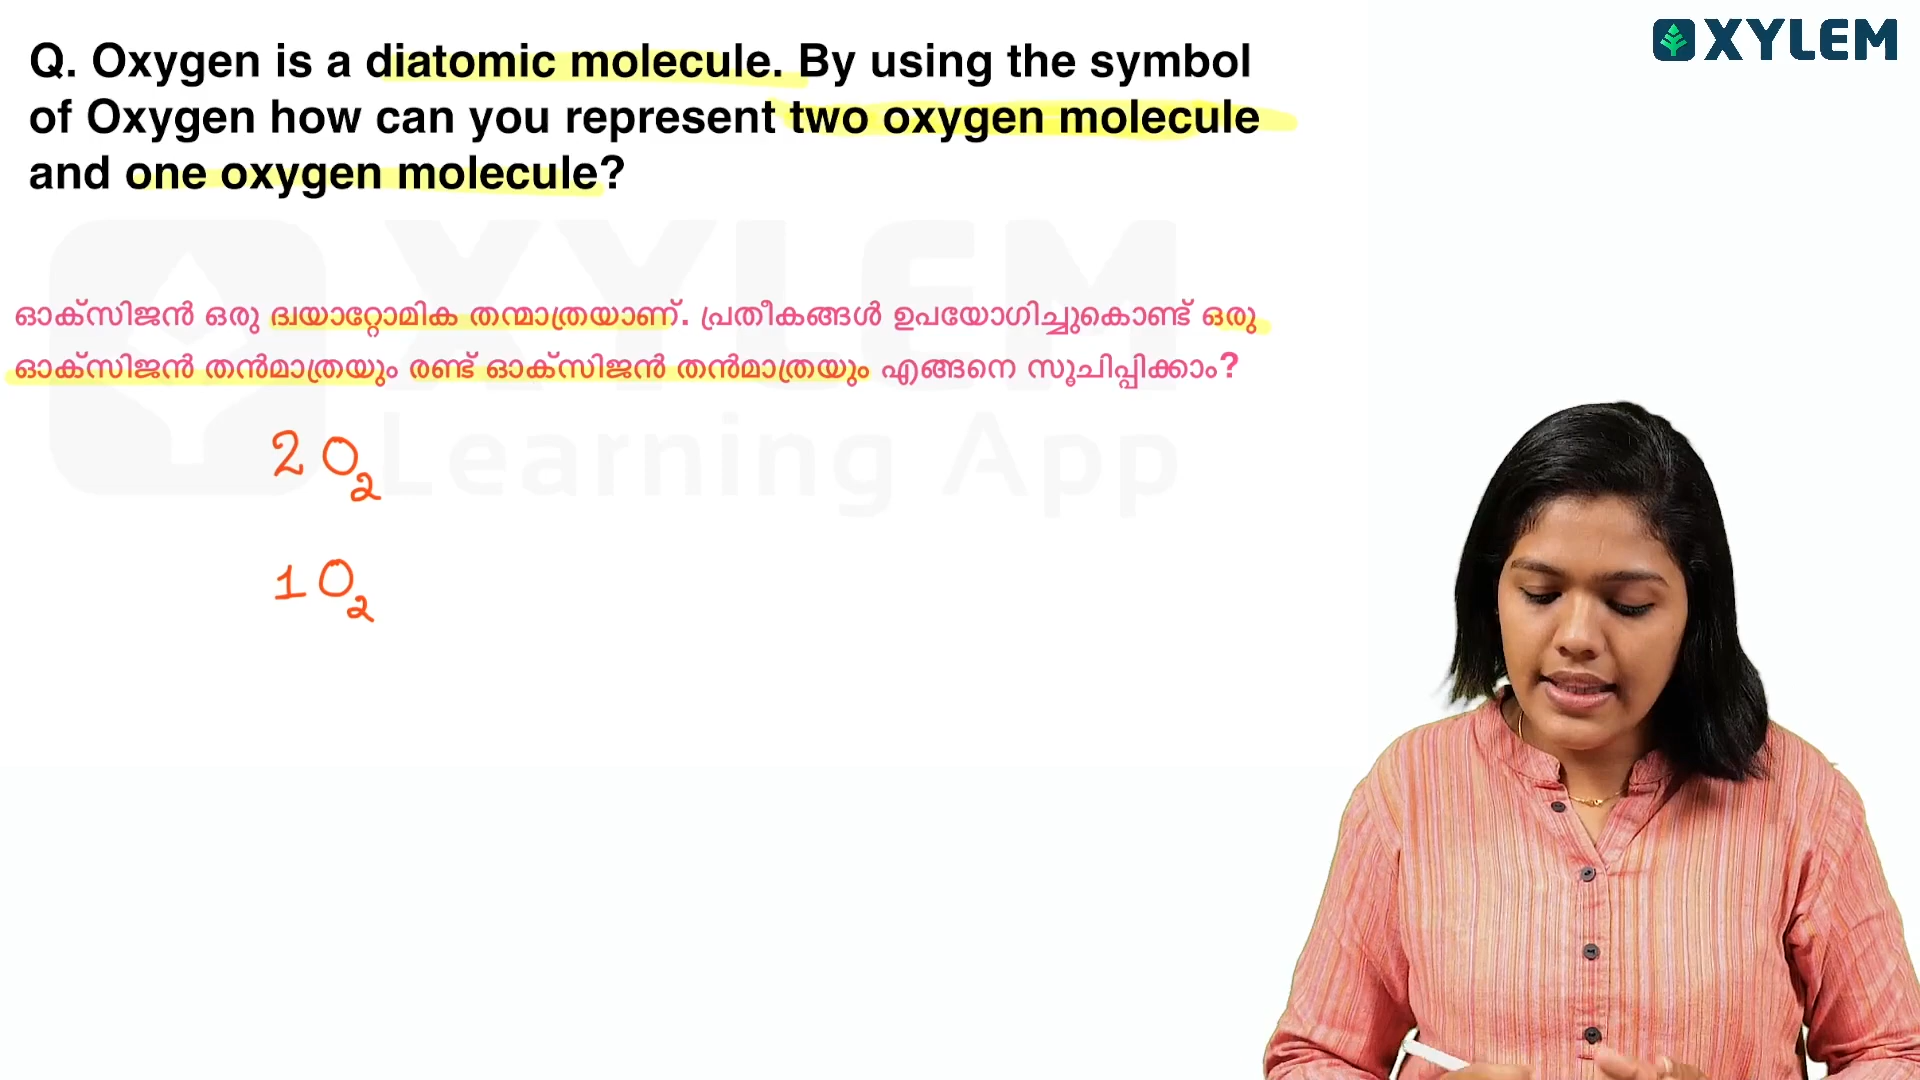 XYLEM
Q. Oxygen is a diatomic molecule. By using the symbol
of Oxygen how can you represent two oxygen molecule
and one oxygen molecule?
XYLEM
Learning App
ഓക്സിജൻ ഒരു ദ്വയാറ്റോമിക തന്മാത്രയാണ്. പ്രതീകങ്ങൾ ഉപയോഗിച്ചുകൊണ്ട് ഒരു
ഓക്സിജൻ തൻമാത്രയും രണ്ട് ഓക്സിജൻ തൻമാത്രയും എങ്ങനെ സൂചിപ്പിക്കാം?
2 O₂
1 O₂